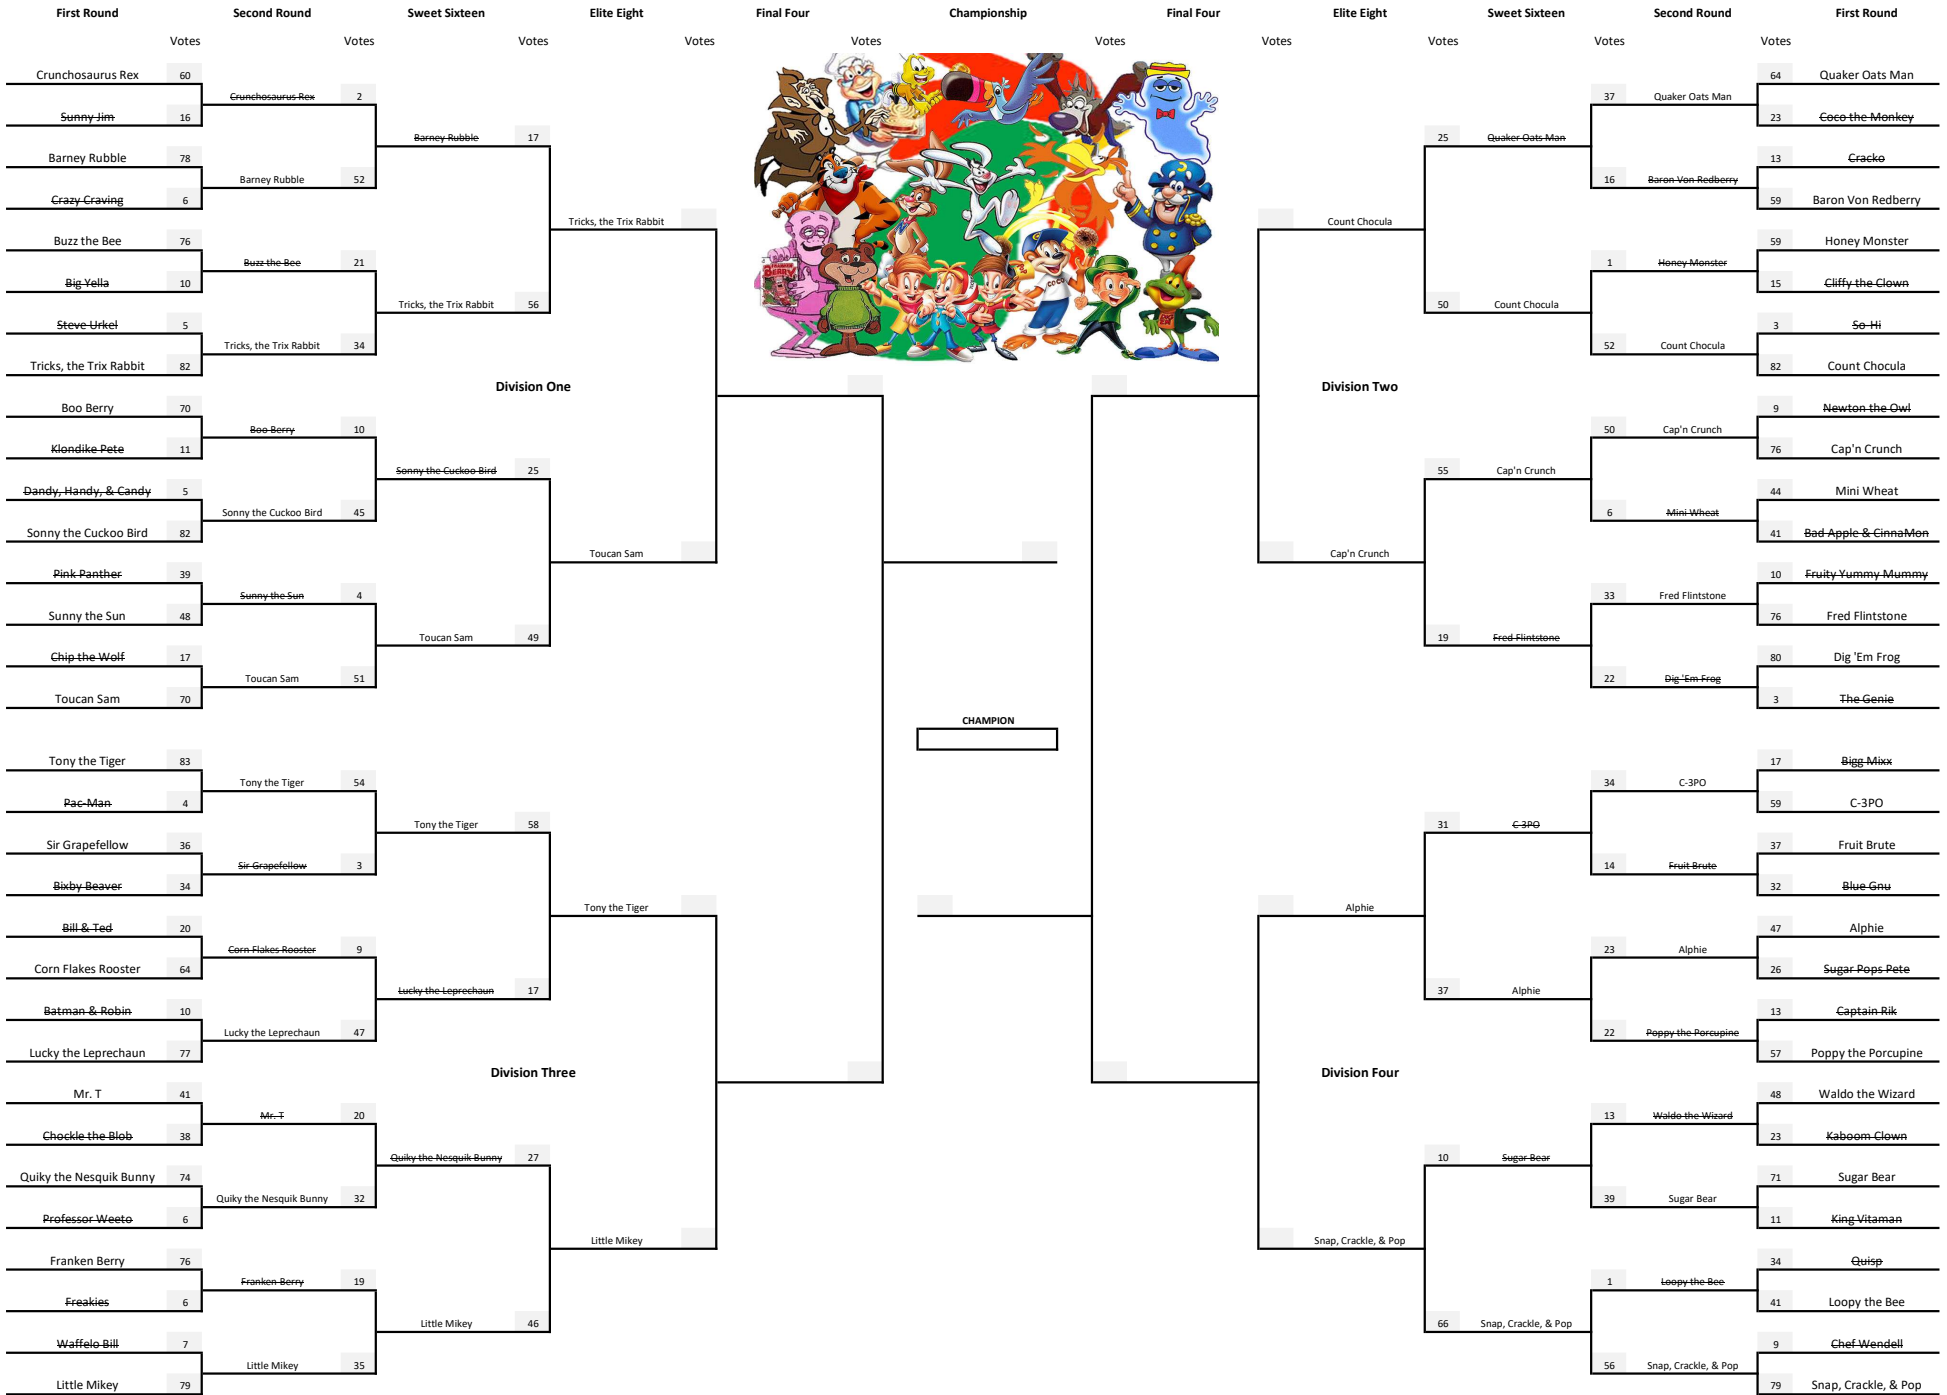 First Round Second Round Sweet Sixteen Elite Eight Final Four Championship Final Four Elite Eight Sweet Sixteen Second Round First Round
Votes Votes Votes Votes Votes Votes Votes Votes Votes Votes
Crunchosaurus Rex 60
Crunchosaurus Rex 2
Sunny Jim 16
Barney Rubble 17
Barney Rubble 78
Barney Rubble 52
Crazy Craving 6
Tricks, the Trix Rabbit
Buzz the Bee 76
Buzz the Bee 21
Big Yella 10
Tricks, the Trix Rabbit 56
Steve Urkel 5
Tricks, the Trix Rabbit 34
Tricks, the Trix Rabbit 82
Division One
Boo Berry 70
Boo Berry 10
Klondike Pete 11
Sonny the Cuckoo Bird 25
Dandy, Handy, & Candy 5
Sonny the Cuckoo Bird 45
Sonny the Cuckoo Bird 82
Toucan Sam
Pink Panther 39
Sunny the Sun 4
Sunny the Sun 48
Toucan Sam 49
Chip the Wolf 17
Toucan Sam 51
Toucan Sam 70
CHAMPION
Tony the Tiger 83
Tony the Tiger 54
Pac-Man 4
Tony the Tiger 58
Sir Grapefellow 36
Sir Grapefellow 3
Bixby Beaver 34
Tony the Tiger
Bill & Ted 20
Corn Flakes Rooster 9
Corn Flakes Rooster 64
Lucky the Leprechaun 17
Batman & Robin 10
Lucky the Leprechaun 47
Lucky the Leprechaun 77
Division Three
Mr. T 41
Mr. T 20
Chockle the Blob 38
Quiky the Nesquik Bunny 27
Quiky the Nesquik Bunny 74
Quiky the Nesquik Bunny 32
Professor Weeto 6
Little Mikey
Franken Berry 76
Franken Berry 19
Freakies 6
Little Mikey 46
Waffelo Bill 7
Little Mikey 35
Little Mikey 79
64 Quaker Oats Man
37 Quaker Oats Man
23 Coco the Monkey
25 Quaker Oats Man
13 Cracko
16 Baron Von Redberry
59 Baron Von Redberry
Count Chocula
59 Honey Monster
1 Honey Monster
15 Cliffy the Clown
50 Count Chocula
3 So-Hi
52 Count Chocula
82 Count Chocula
Division Two
9 Newton the Owl
50 Cap'n Crunch
76 Cap'n Crunch
55 Cap'n Crunch
44 Mini Wheat
6 Mini Wheat
41 Bad Apple & CinnaMon
Cap'n Crunch
10 Fruity Yummy Mummy
33 Fred Flintstone
76 Fred Flintstone
19 Fred Flintstone
80 Dig 'Em Frog
22 Dig 'Em Frog
3 The Genie
17 Bigg Mixx
34 C-3PO
59 C-3PO
31 C-3PO
37 Fruit Brute
14 Fruit Brute
32 Blue Gnu
Alphie
47 Alphie
23 Alphie
26 Sugar Pops Pete
37 Alphie
13 Captain Rik
22 Poppy the Porcupine
57 Poppy the Porcupine
Division Four
48 Waldo the Wizard
13 Waldo the Wizard
23 Kaboom Clown
10 Sugar Bear
71 Sugar Bear
39 Sugar Bear
11 King Vitaman
Snap, Crackle, & Pop
34 Quisp
1 Loopy the Bee
41 Loopy the Bee
66 Snap, Crackle, & Pop
9 Chef Wendell
56 Snap, Crackle, & Pop
79 Snap, Crackle, & Pop